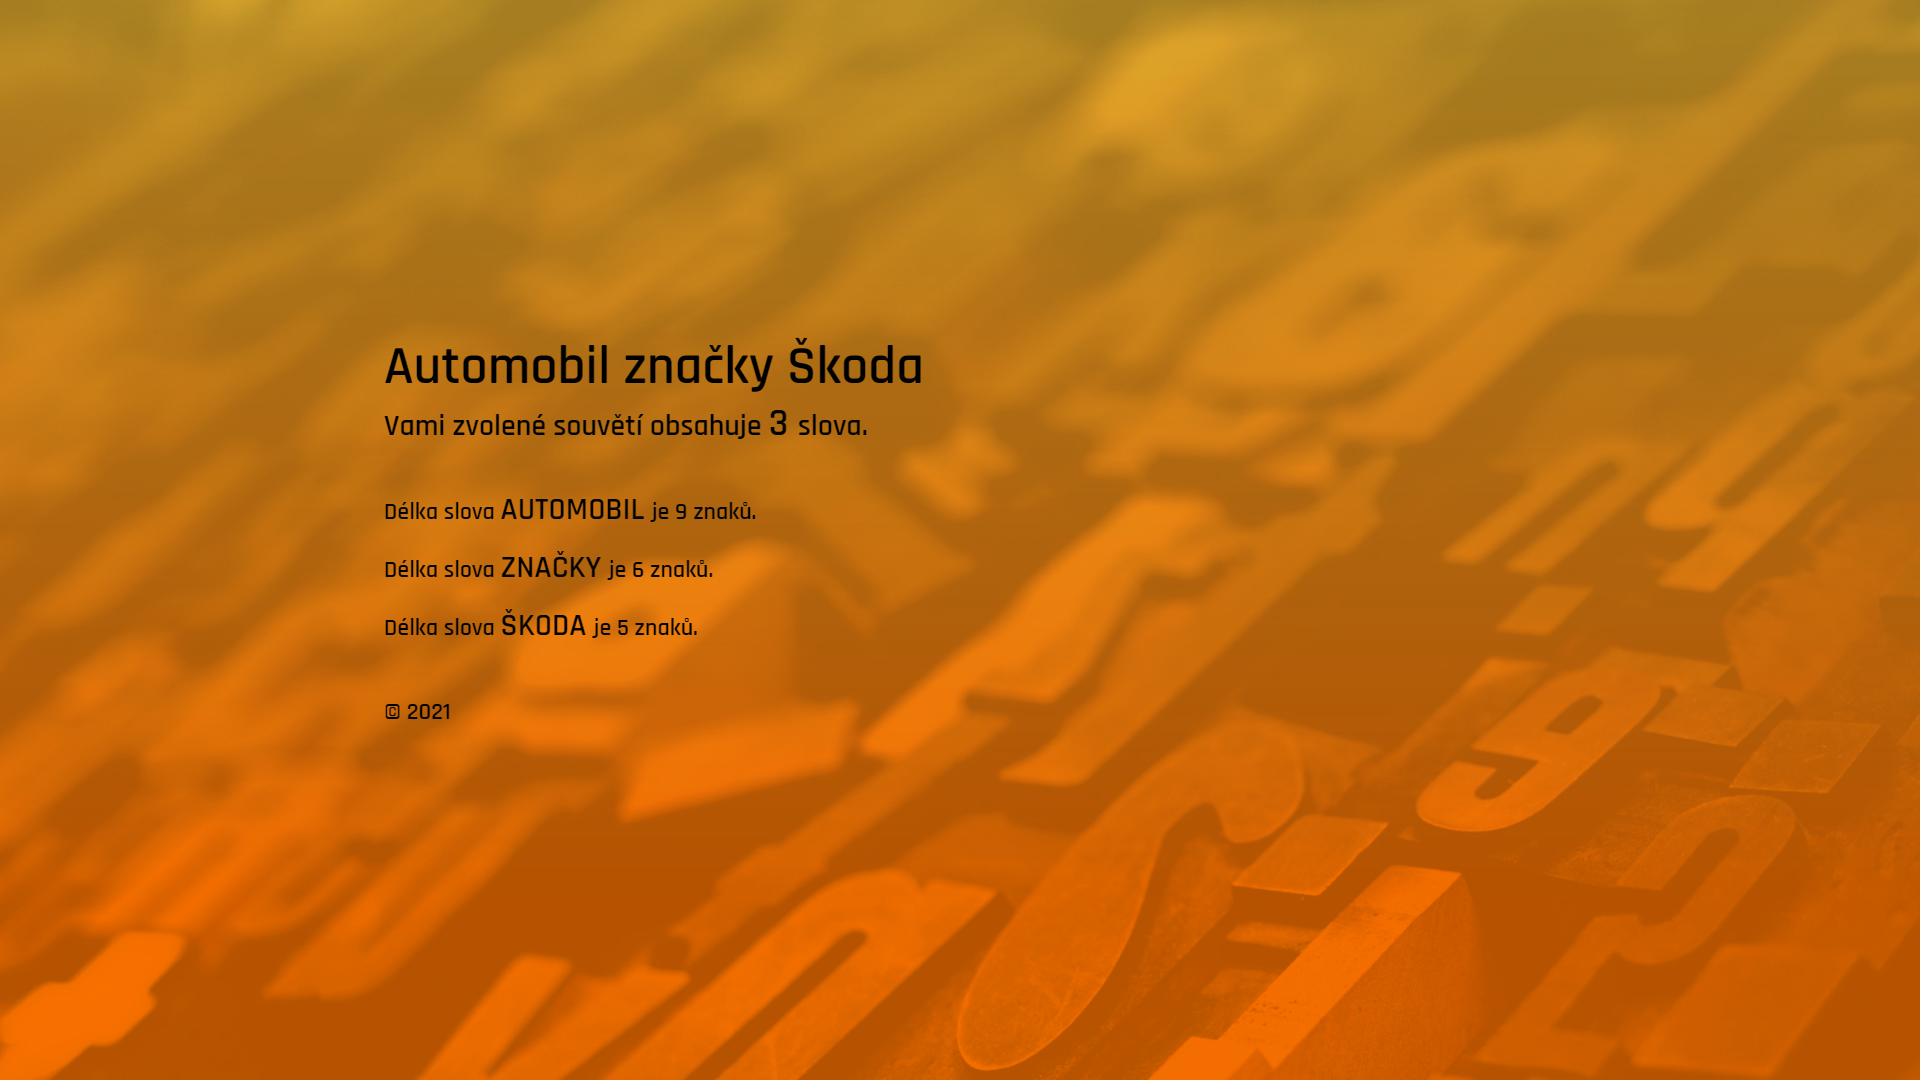 Automobil značky Škoda
Vami zvolené souvětí obsahuje 3 slova.
Délka slova AUTOMOBIL je 9 znaků.
Délka slova ZNAČKY je 6 znaků.
Délka slova ŠKODA je 5 znaků.
© 2021